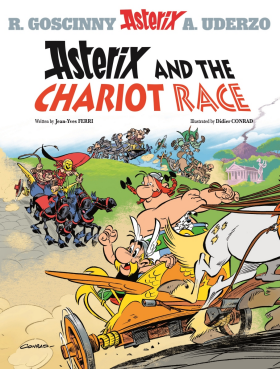 R. GOSCINNY Asterix A. UDERZO
Asterix AND THE
CHARIOT RACE
Written by Jean-Yves FERRI Illustrated by Didier CONRAD
CONRAD